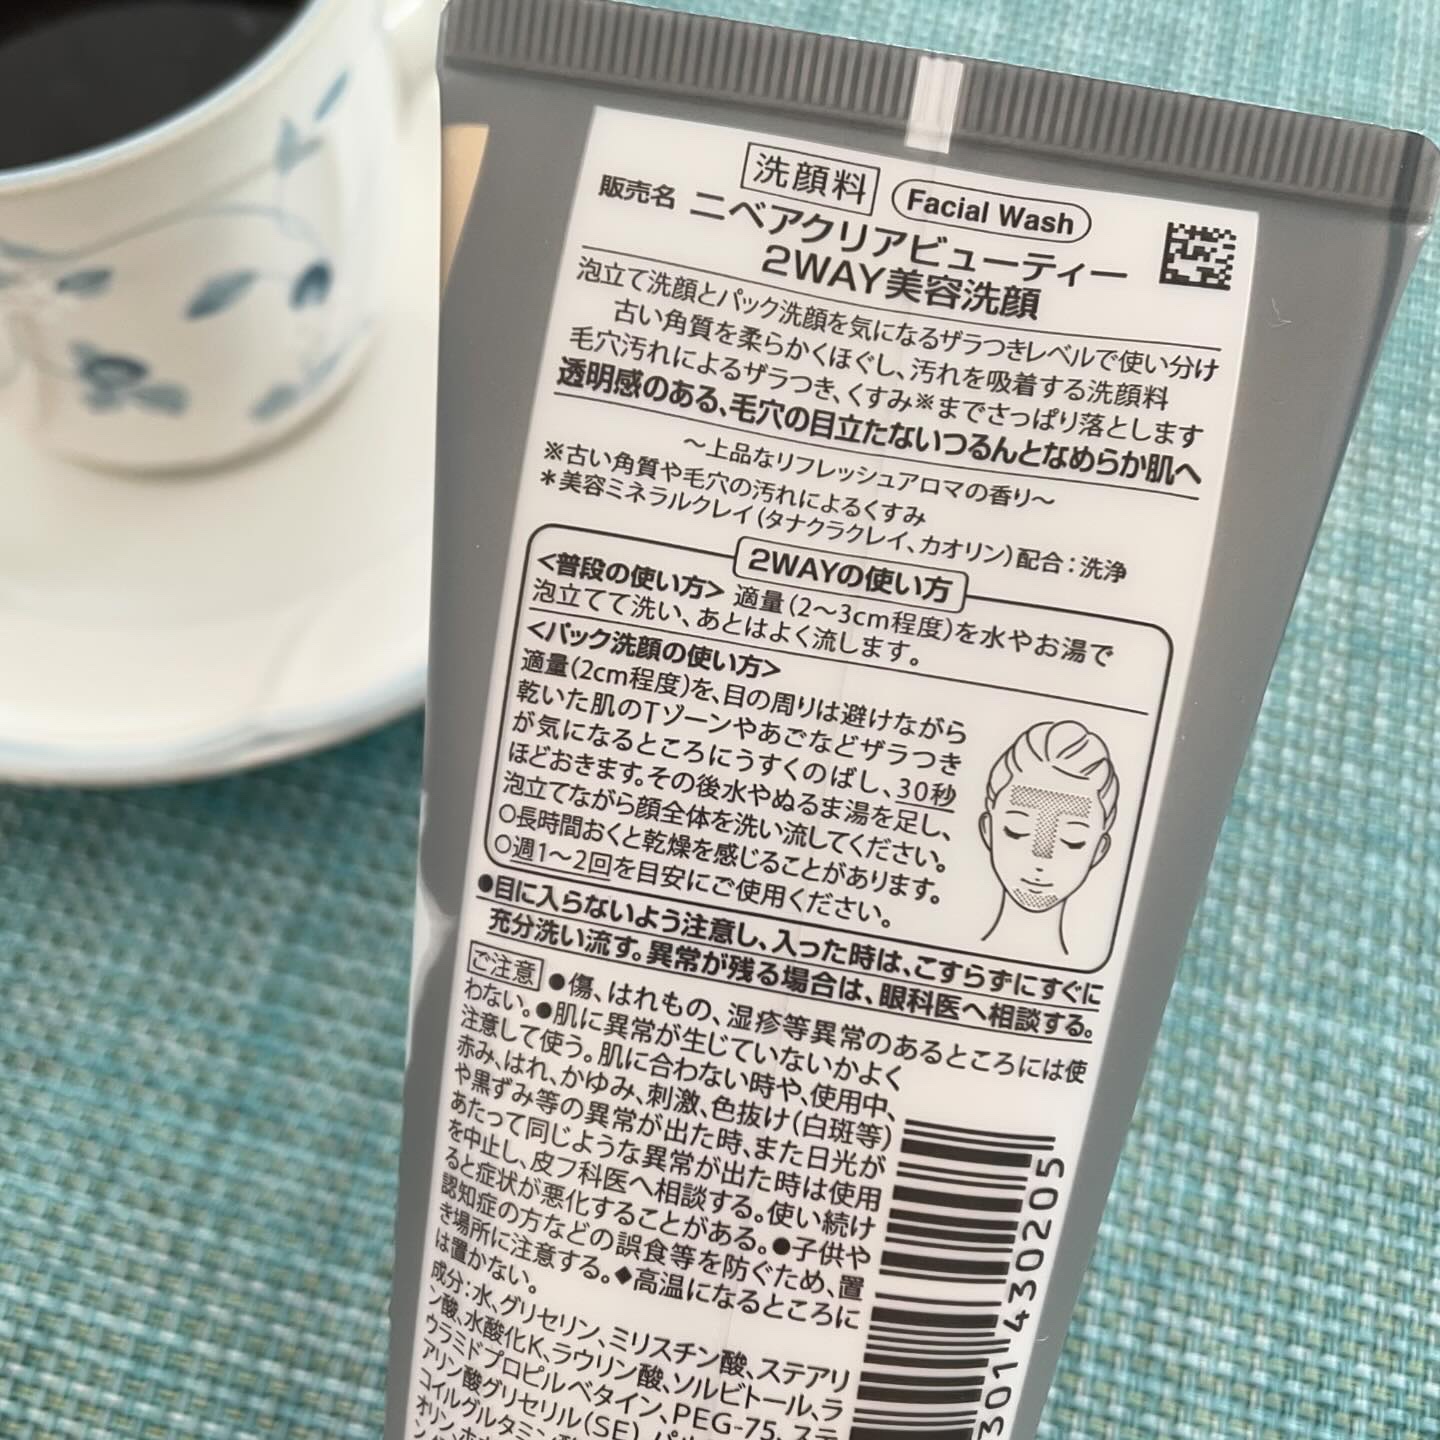 洗顔料 Facial Wash
販売名 ニベアクリアビューティー
2WAY美容洗顔
泡立て洗顔とパック洗顔を気になるザラつきレベルで使い分け
古い角質を柔らかくほぐし、汚れを吸着する洗顔料
毛穴汚れによるザラつき、くすみ※までさっぱり落とします
透明感のある、毛穴の目立たないつるんとなめらか肌へ
～上品なリフレッシュアロマの香り～
※古い角質や毛穴の汚れによるくすみ
＊美容ミネラルクレイ（タナクラクレイ、カオリン）配合：洗浄
2WAYの使い方
<普段の使い方> 適量（2～3cm程度）を水やお湯で
泡立てて洗い、あとはよく流します。
<パック洗顔の使い方>
適量（2cm程度）を、目の周りは避けながら
乾いた肌のTゾーンやあごなどザラつき
が気になるところにうすくのばし、30秒
ほどおきます。その後水やぬるま湯を足し、
泡立てながら顔全体を洗い流してください。
○長時間おくと乾燥を感じることがあります。
○週1～2回を目安にご使用ください。
●目に入らないよう注意し、入った時は、こすらずにすぐに
充分洗い流す。異常が残る場合は、眼科医へ相談する。
ご注意 ●傷、はれもの、湿疹等異常のあるところには使
わない。●肌に異常が生じていないかよく
注意して使う。肌に合わない時や、使用中、
赤み、はれ、かゆみ、刺激、色抜け（白斑等）
や黒ずみ等の異常が出た時、また日光が
あたって同じような異常が出た時は使用
を中止し、皮フ科医へ相談する。使い続け
ると症状が悪化することがある。●子供や
認知症の方などの誤食等を防ぐため、置
き場所に注意する。◆高温になるところに
は置かない。
成分：水、グリセリン、ミリスチン酸、ステアリ
ン酸、水酸化K、ラウリン酸、ソルビトール、ラ
ウラミドプロピルベタイン、PEG-75、ステ
アリン酸グリセリル（SE）、
コイルグルタミン
オリン、
301 430205